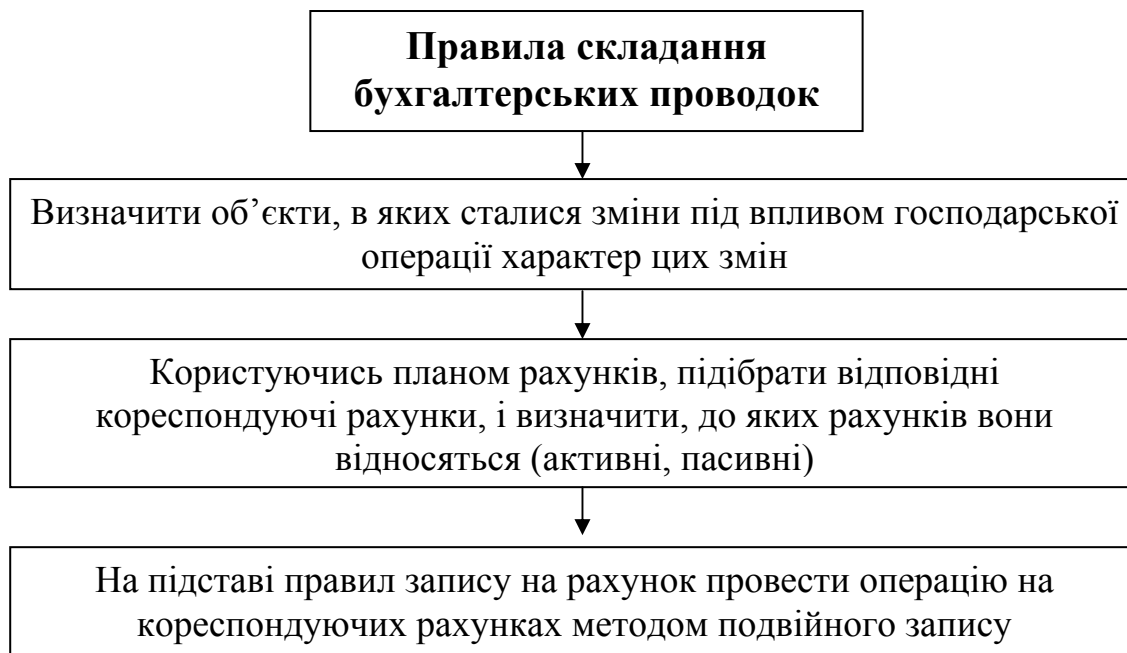 Правила складання
бухгалтерських проводок
Визначити об’єкти, в яких сталися зміни під впливом господарської
операції характер цих змін
Користуючись планом рахунків, підібрати відповідні
кореспондуючі рахунки, і визначити, до яких рахунків вони
відносяться (активні, пасивні)
На підставі правил запису на рахунок провести операцію на
кореспондуючих рахунках методом подвійного запису